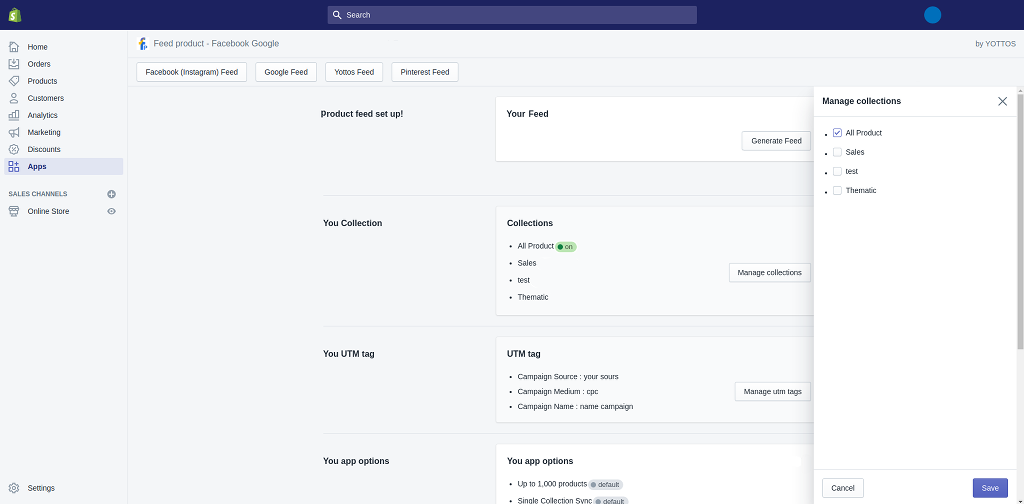 Search
Feed product - Facebook Google
by YOTTOS
Facebook (Instagram) Feed
Google Feed
Yottos Feed
Pinterest Feed
Home
Orders
Products
Customers
Analytics
Marketing
Discounts
Apps
SALES CHANNELS
Online Store
Settings
Product feed set up!
Your Feed
Generate Feed
You Collection
Collections
All Product on
Sales
test
Thematic
Manage collections
You UTM tag
UTM tag
Campaign Source : your sours
Campaign Medium : cpc
Campaign Name : name campaign
Manage utm tags
You app options
You app options
Up to 1,000 products default
Single Collection Sync default
Manage collections
All Product
Sales
test
Thematic
Cancel
Save